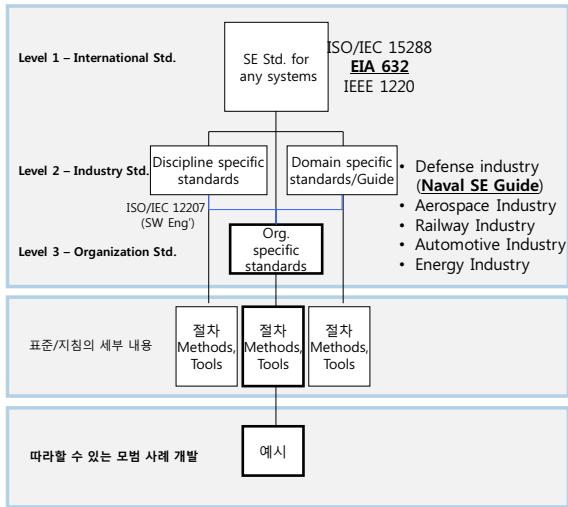 Level 1 – International Std.
SE Std. for
any systems
ISO/IEC 15288
EIA 632
IEEE 1220
Level 2 – Industry Std.
Discipline specific
standards
Domain specific
standards/Guide
• Defense industry
(Naval SE Guide)
• Aerospace Industry
• Railway Industry
• Automotive Industry
• Energy Industry
ISO/IEC 12207
(SW Eng')
Level 3 – Organization Std.
Org.
specific
standards
표준/지침의 세부 내용
절차
Methods,
Tools
절차
Methods,
Tools
절차
Methods,
Tools
따라할 수 있는 모범 사례 개발
예시